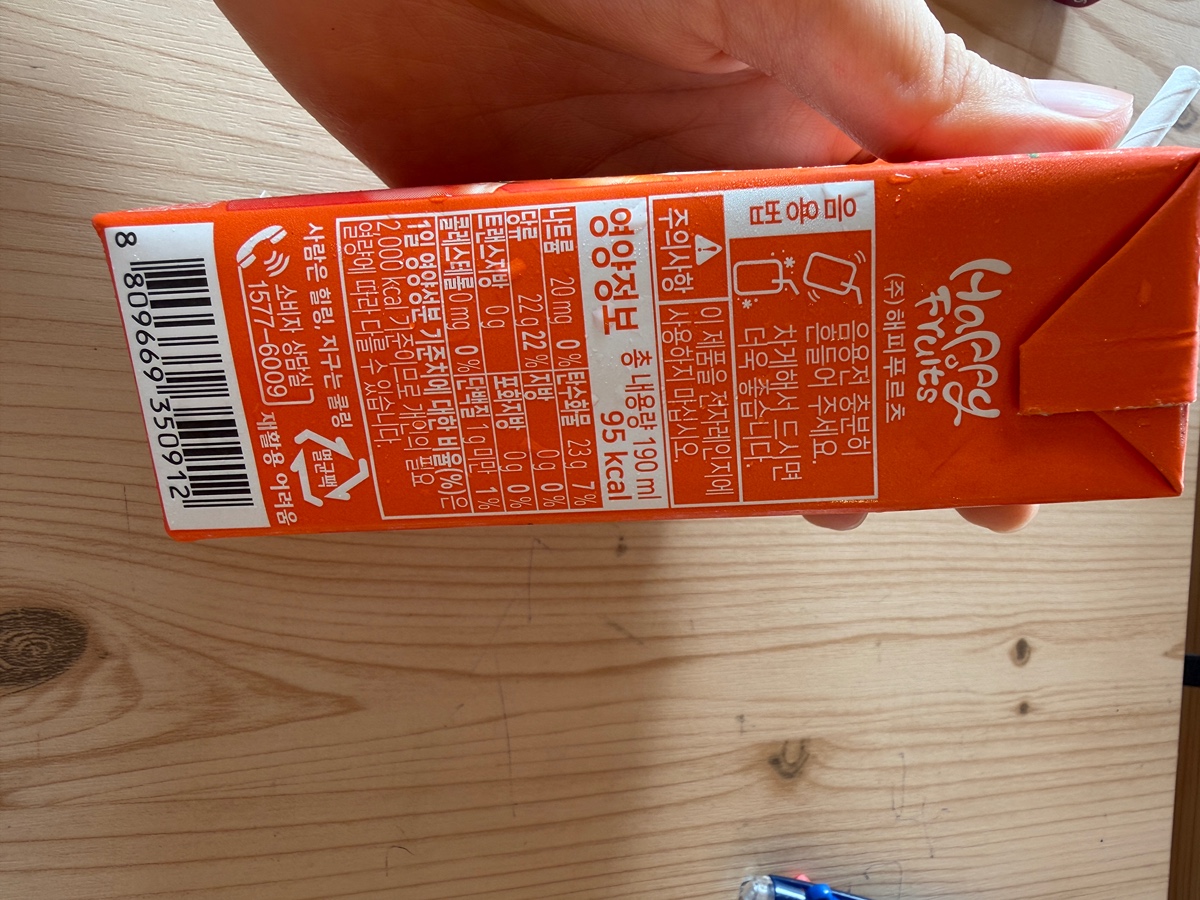 Happy
Fruits
(주)해피푸르츠
음용법
음용전 충분히
흔들어 주세요.
차게해서 드시면
더욱 좋습니다.
주의사항
이 제품을 전자레인지에
사용하지 마십시오.
영양정보
총 내용량 190 ml
95 kcal
나트륨 20 mg 0 % 탄수화물 23 g 7 %
당류 22 g 22 % 지방 0 g 0 %
트랜스지방 0 g 포화지방 0 g 0 %
콜레스테롤 0 mg 0 % 단백질 1 g 미만 1 %
1일 영양성분 기준치에 대한 비율(%)은
2,000 kcal 기준이므로 개인의 필요
열량에 따라 다를 수 있습니다.
사람은 힐링, 지구는 쿨링
소비자 상담실
1577-6009
멸균팩
재활용 어려움
8 809669 350912